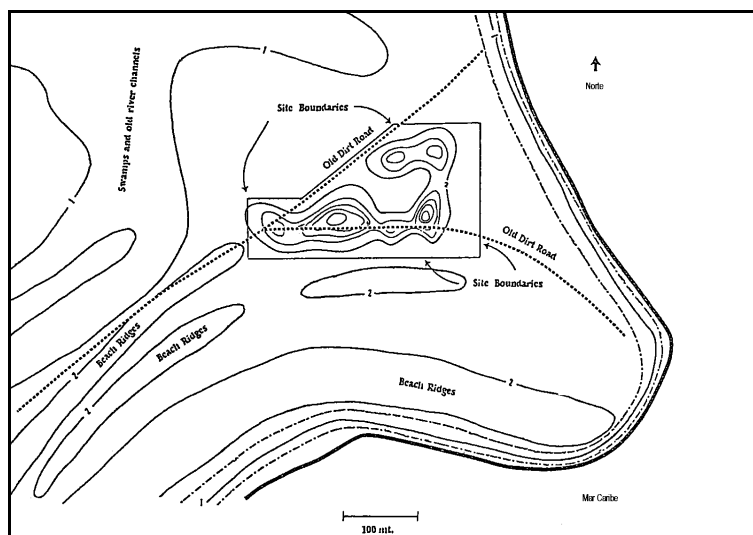 1
Norte
Site Boundaries
Old Dirt Road
Swamps and old river channels
1
2
1
Old Dirt Road
Site Boundaries
2
Beach Ridges
Beach Ridges
2
2
Beach Ridges
2
1
Mar Caribe
100 mt.